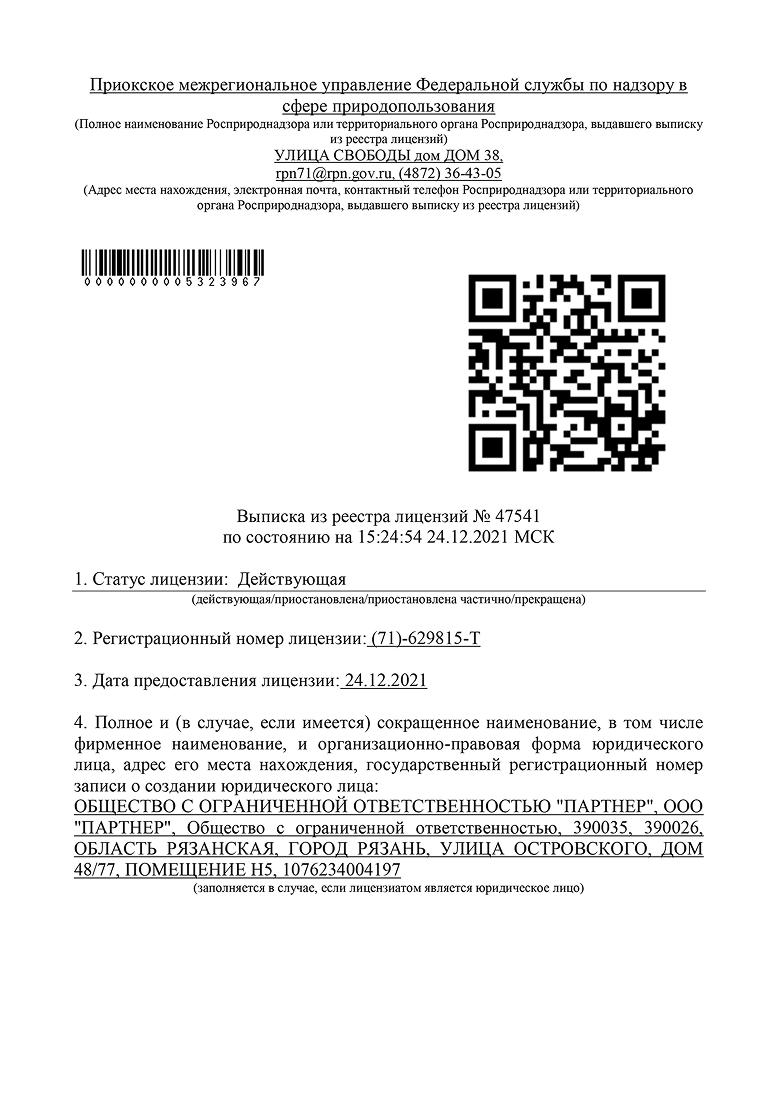 Приокское межрегиональное управление Федеральной службы по надзору в
сфере природопользования
(Полное наименование Росприроднадзора или территориального органа Росприроднадзора, выдавшего выписку
из реестра лицензий)
УЛИЦА СВОБОДЫ дом ДОМ 38,
rpn71@rpn.gov.ru, (4872) 36-43-05
(Адрес места нахождения, электронная почта, контактный телефон Росприроднадзора или территориального
органа Росприроднадзора, выдавшего выписку из реестра лицензий)
0000000005323967
Выписка из реестра лицензий № 47541
по состоянию на 15:24:54 24.12.2021 МСК
1. Статус лицензии: Действующая
(действующая/приостановлена/приостановлена частично/прекращена)
2. Регистрационный номер лицензии: (71)-629815-Т
3. Дата предоставления лицензии: 24.12.2021
4. Полное и (в случае, если имеется) сокращенное наименование, в том числе
фирменное наименование, и организационно-правовая форма юридического
лица, адрес его места нахождения, государственный регистрационный номер
записи о создании юридического лица:
ОБЩЕСТВО С ОГРАНИЧЕННОЙ ОТВЕТСТВЕННОСТЬЮ "ПАРТНЕР", ООО
"ПАРТНЕР", Общество с ограниченной ответственностью, 390035, 390026,
ОБЛАСТЬ РЯЗАНСКАЯ, ГОРОД РЯЗАНЬ, УЛИЦА ОСТРОВСКОГО, ДОМ
48/77, ПОМЕЩЕНИЕ Н5, 1076234004197
(заполняется в случае, если лицензиатом является юридическое лицо)